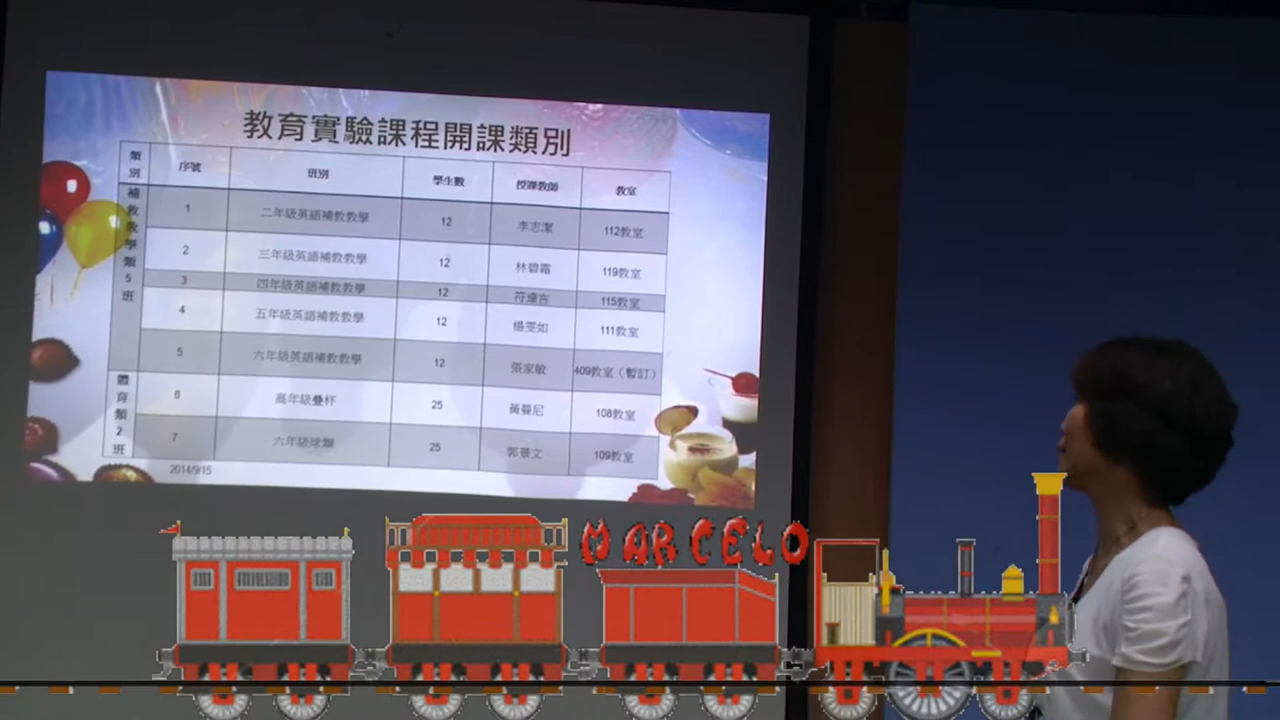 教育實驗課程開課類別
類別 序號 班別 學生數 授課教師 教室
補救教學類5班
1 二年級英語補救教學 12 李志潔 112教室
2 三年級英語補救教學 12 林碧霜 119教室
3 四年級英語補救教學 12 符達言 115教室
4 五年級英語補救教學 12 楊雯如 111教室
5 六年級英語補救教學 12 張家敏 409教室（暫訂）
體育類2班
6 高年級疊杯 25 黃曼尼 108教室
7 六年級球類 25 郭景文 109教室
2014/9/15
MARCELO